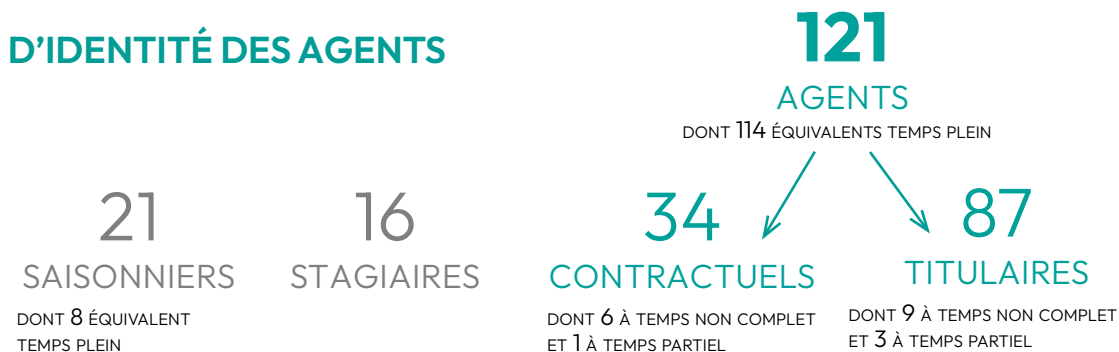 D'IDENTITÉ DES AGENTS
121
AGENTS
DONT 114 ÉQUIVALENTS TEMPS PLEIN
21
SAISONNIERS
DONT 8 ÉQUIVALENT
TEMPS PLEIN
16
STAGIAIRES
34
CONTRACTUELS
DONT 6 À TEMPS NON COMPLET
ET 1 À TEMPS PARTIEL
87
TITULAIRES
DONT 9 À TEMPS NON COMPLET
ET 3 À TEMPS PARTIEL